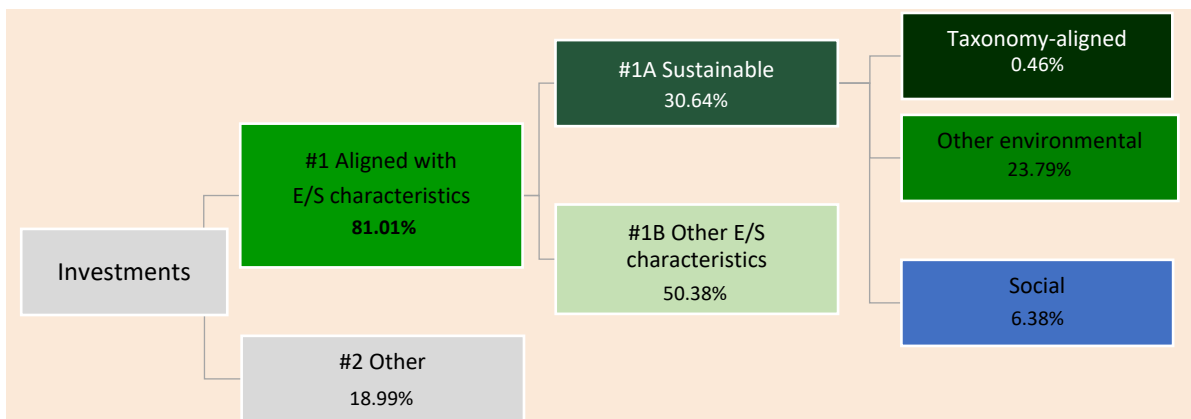 Investments
#1 Aligned with
E/S characteristics
81.01%
#2 Other
18.99%
#1A Sustainable
30.64%
#1B Other E/S
characteristics
50.38%
Taxonomy-aligned
0.46%
Other environmental
23.79%
Social
6.38%